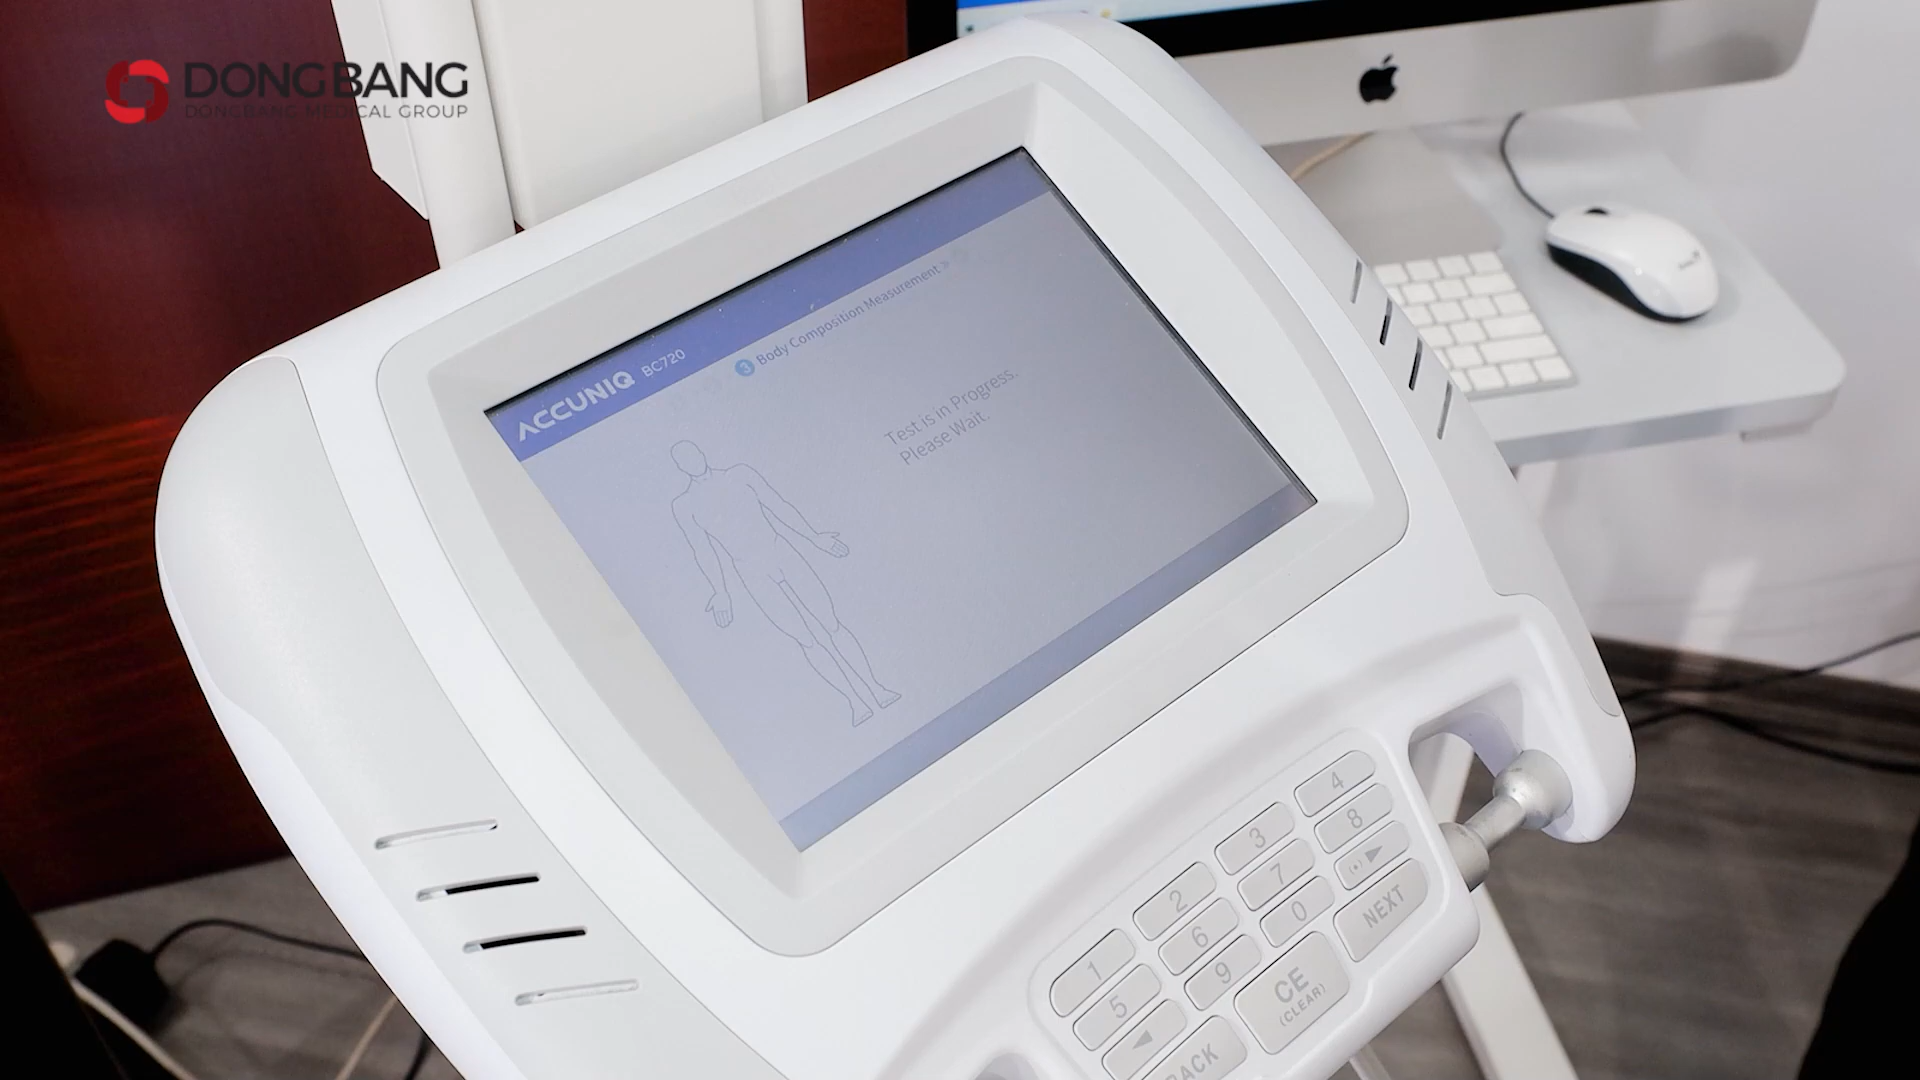 DONGBANG
DONGBANG MEDICAL GROUP
ACCUNIQ BC720
3 Body Composition Measurement
Test is in Progress.
Please Wait.
1 2 3 4
5 6 7 8
9 0 (•)
BACK CE NEXT
(CLEAR)